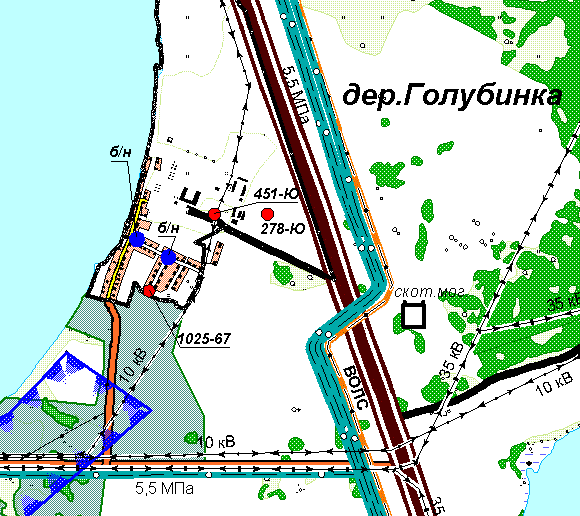 5,5 МПа
дер.Голубинка
б/н
451-Ю
б/н
278-Ю
скот.мог.
35 кВ
1025-67
10 кВ
35 кВ
ВОЛС
10 кВ
10 кВ
5,5 МПа
35